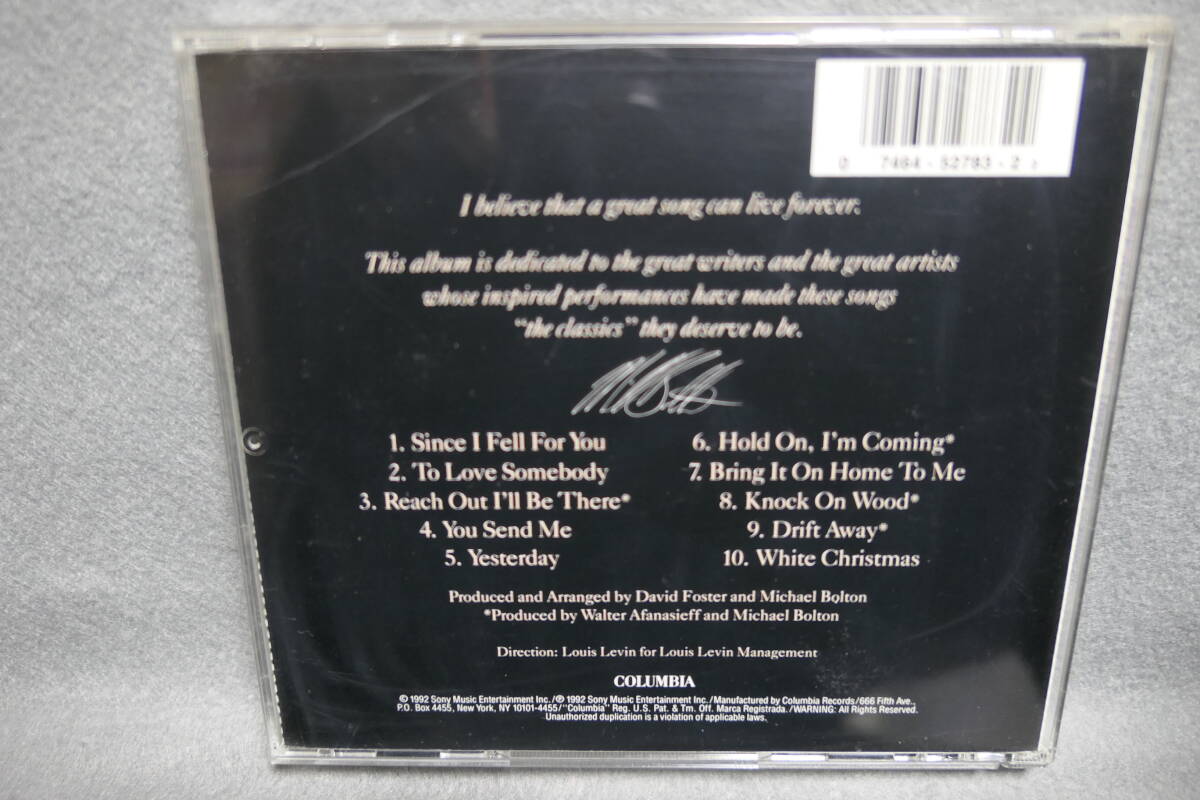 0 7464-52783-2
I believe that a great song can live forever.
This album is dedicated to the great writers and the great artists
whose inspired performances have made these songs
"the classics" they deserve to be.
1. Since I Fell For You
2. To Love Somebody
3. Reach Out I'll Be There*
4. You Send Me
5. Yesterday
6. Hold On, I'm Coming*
7. Bring It On Home To Me
8. Knock On Wood*
9. Drift Away*
10. White Christmas
Produced and Arranged by David Foster and Michael Bolton
*Produced by Walter Afanasieff and Michael Bolton
Direction: Louis Levin for Louis Levin Management
COLUMBIA
© 1992 Sony Music Entertainment Inc./℗ 1992 Sony Music Entertainment Inc./Manufactured by Columbia Records/666 Fifth Ave.,
P.O. Box 4455, New York, NY 10101-4455/"Columbia" Reg. U.S. Pat. & Tm. Off. Marca Registrada./WARNING: All Rights Reserved.
Unauthorized duplication is a violation of applicable laws.